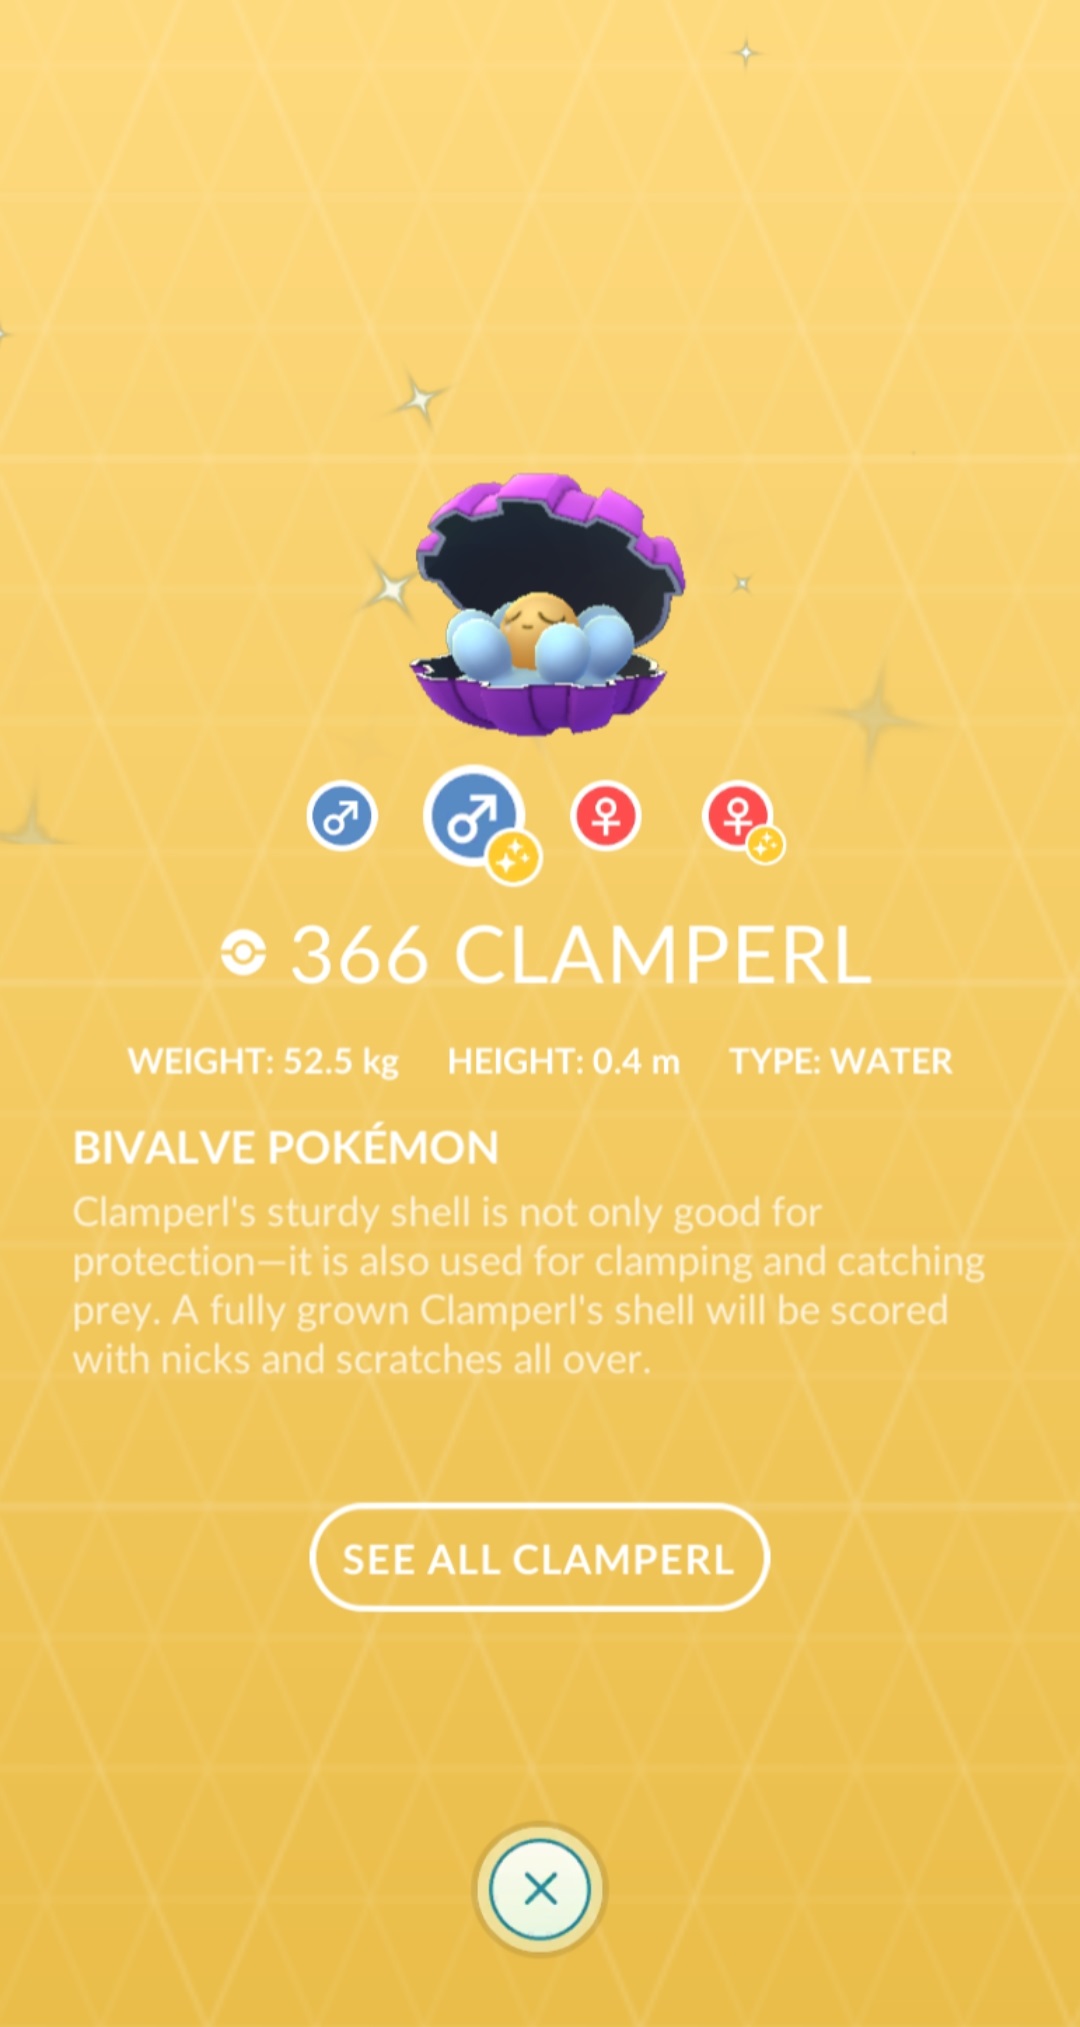 366 CLAMPERL
WEIGHT: 52.5 kg HEIGHT: 0.4 m TYPE: WATER
BIVALVE POKÉMON
Clamperl's sturdy shell is not only good for
protection—it is also used for clamping and catching
prey. A fully grown Clamperl's shell will be scored
with nicks and scratches all over.
SEE ALL CLAMPERL